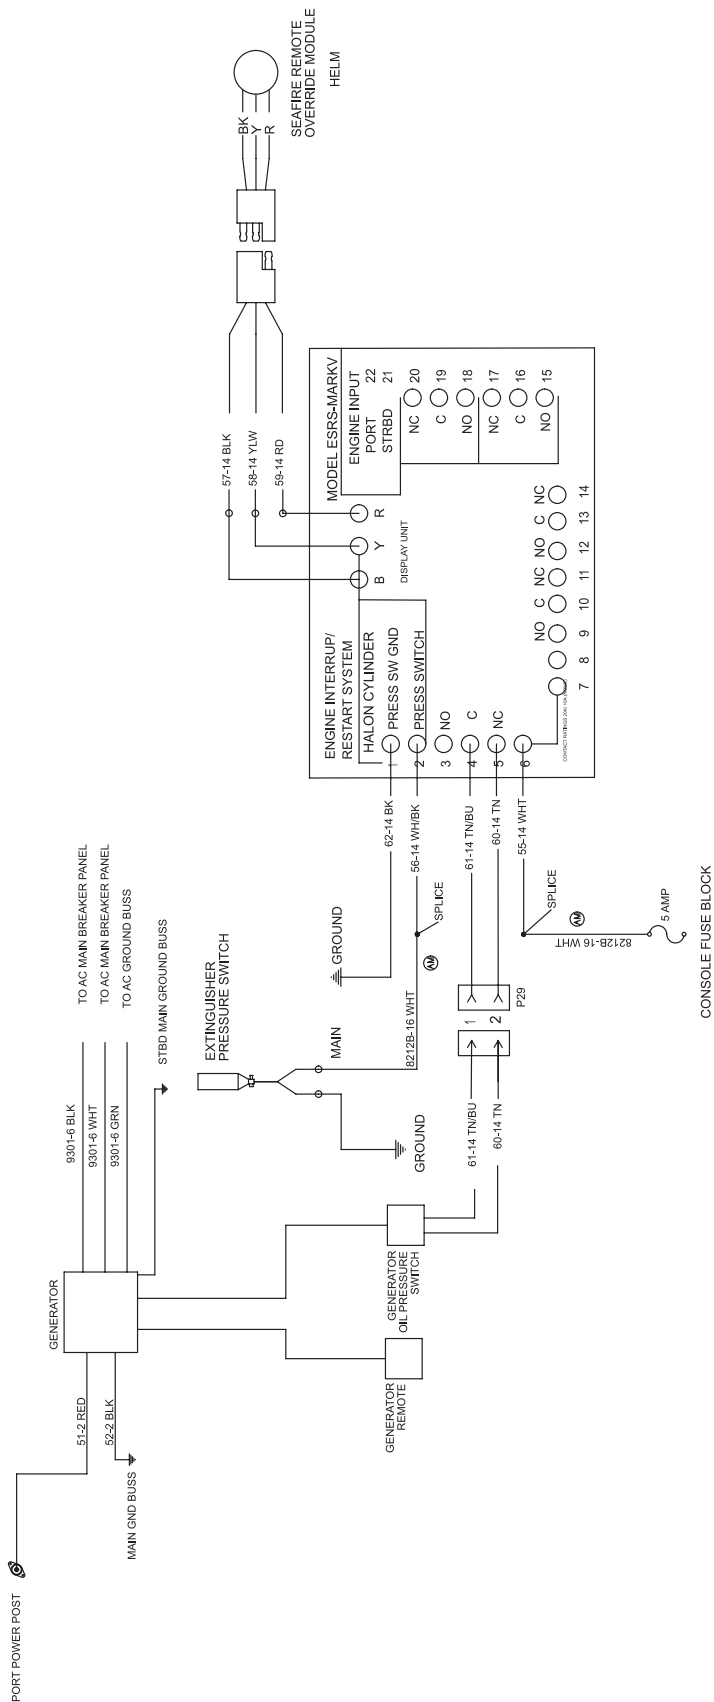 PORT POWER POST
51-2 RED
52-2 BLK
MAIN GND BUSS
GENERATOR
9301-6 BLK
9301-6 WHT
9301-6 GRN
TO AC MAIN BREAKER PANEL
TO AC MAIN BREAKER PANEL
TO AC GROUND BUSS
STBD MAIN GROUND BUSS
GENERATOR
REMOTE
GENERATOR
OIL PRESSURE
SWITCH
EXTINGUISHER
PRESSURE SWITCH
MAIN
GROUND
GROUND
8212B-16 WHT
AM
SPLICE
61-14 TN/BU
60-14 TN
1
2
P29
62-14 BK
56-14 WH/BK
61-14 TN/BU
60-14 TN
55-14 WHT
SPLICE
AM
8212B-16 WHT
5 AMP
CONSOLE FUSE BLOCK
ENGINE INTERRUP/
RESTART SYSTEM
HALON CYLINDER
1 PRESS SW GND
2 PRESS SWITCH
3 NO
4 C
5 NC
6
MODEL ESRS-MARKV
ENGINE INPUT
PORT 22
STRBD 21
NC 20
C 19
NO 18
NC 17
C 16
NO 15
B
Y
R
DISPLAY UNIT
7
8
NO 9
C 10
NC 11
NO 12
C 13
NC 14
CONTACT RATINGS
57-14 BLK
58-14 YLW
59-14 RD
BK
Y
R
SEAFIRE REMOTE
OVERRIDE MODULE
HELM